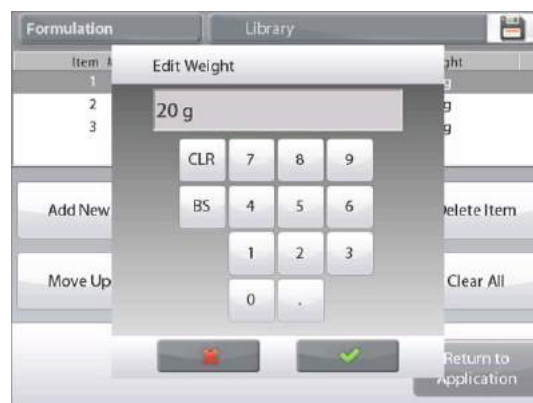 Formulation Library
Item
Edit Weight
1
20 g
2
3
CLR 7 8 9
Add New BS 4 5 6 Delete Item
1 2 3
Move Up Clear All
0 .
Return to
Application